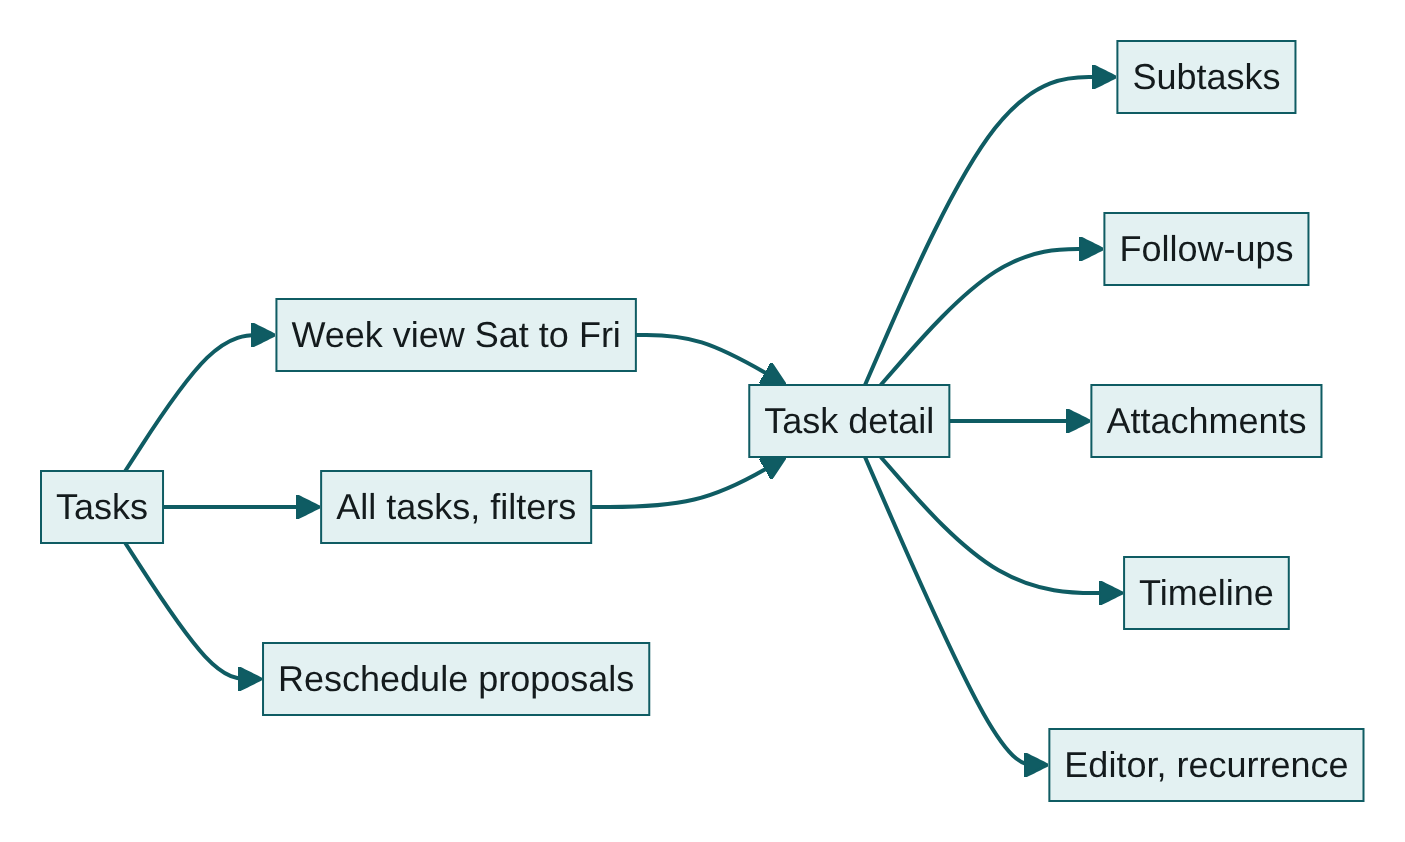 Tasks
Week view Sat to Fri
All tasks, filters
Reschedule proposals
Task detail
Subtasks
Follow-ups
Attachments
Timeline
Editor, recurrence